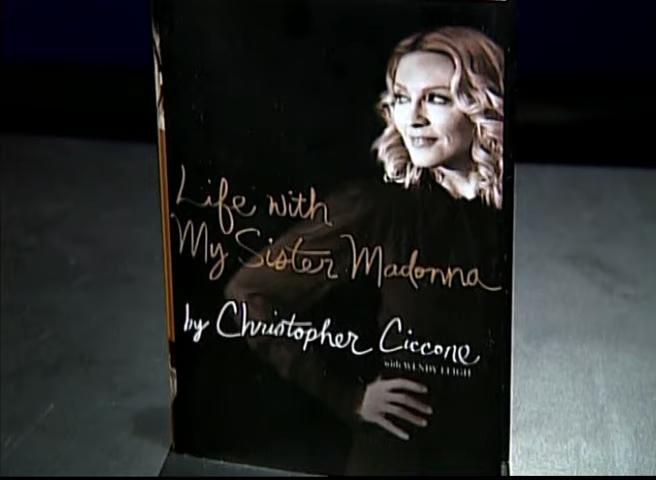 Life with
My Sister Madonna
by Christopher Ciccone
with WENDY LEIGH